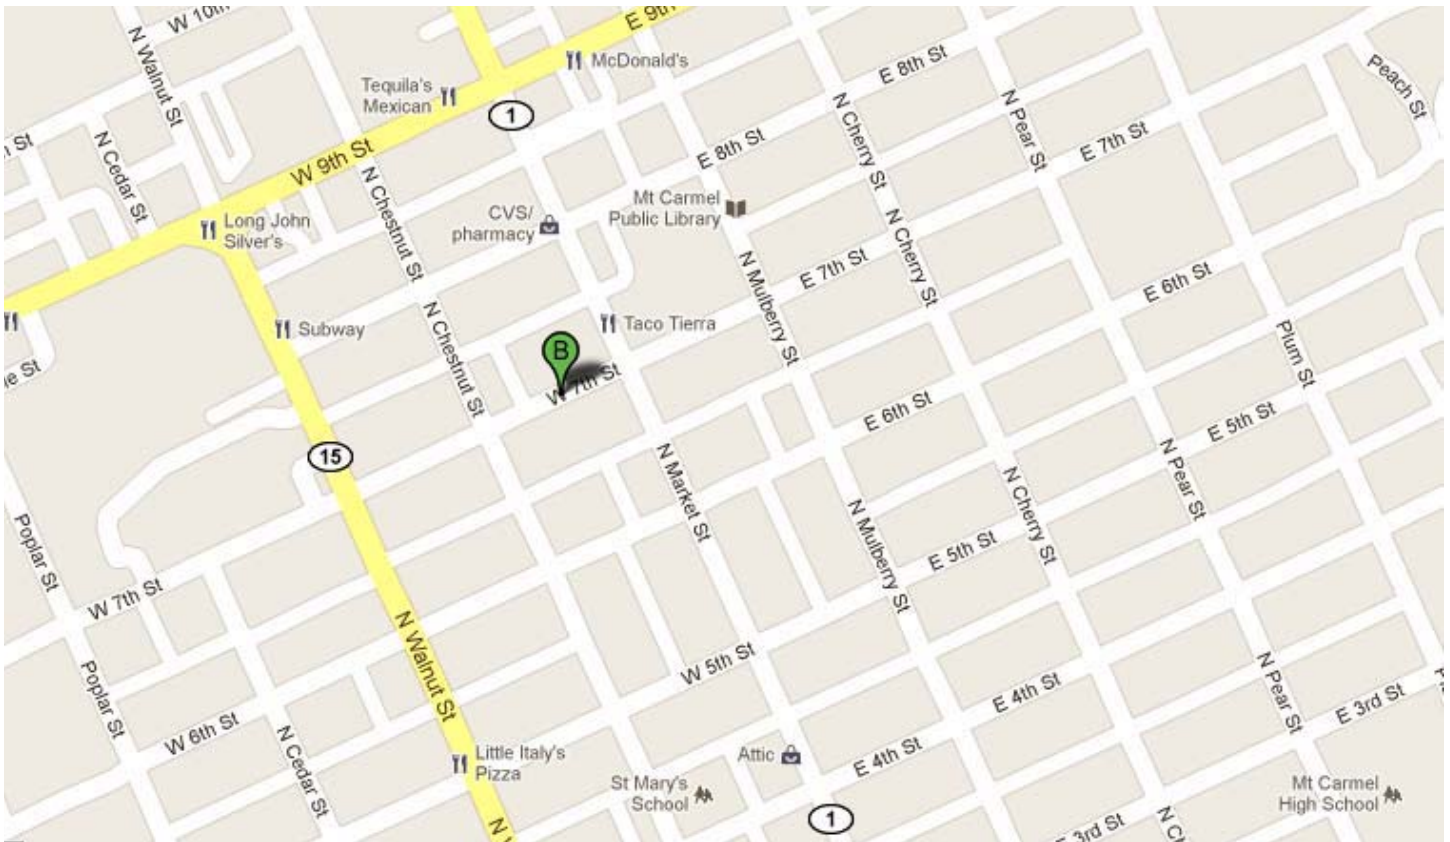 W 10th
E 9th
N Walnut St
McDonald's
Tequila's
Mexican
1
E 8th St
Peach St
N Cherry St
N Pear St
N Cedar St
W 9th St
E 8th St
E 7th St
N Chestnut St
Mt Carmel
Public Library
CVS/
pharmacy
Long John
Silver's
N Cherry St
N Mulberry St
E 7th St
E 6th St
N Chestnut St
Subway
Taco Tierra
Plum St
B
W 7th St
E 6th St
E 5th St
15
N Market St
N Pear St
N Cherry St
N Mulberry St
Poplar St
E 5th St
W 7th St
N Walnut St
W 5th St
Poplar St
N Pear St
E 4th St
E 3rd St
W 6th St
N Cedar St
Little Italy's
Pizza
Attic
E 4th St
St Mary's
School
Mt Carmel
High School
1
E 3rd St